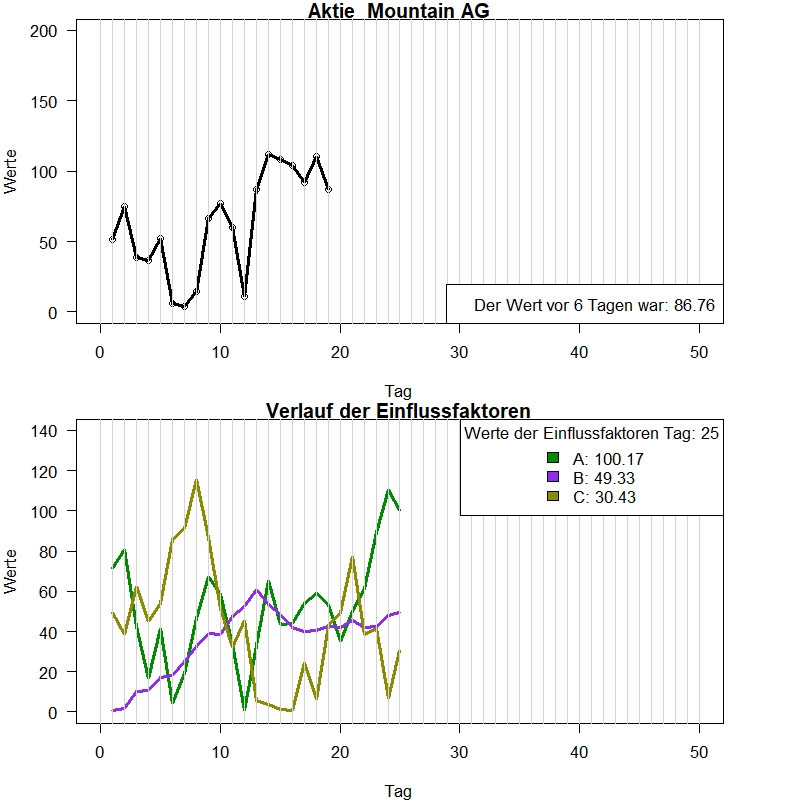 Aktie  Mountain AG
Werte
200
150
100
50
0
Der Wert vor 6 Tagen war: 86.76
0 10 20 30 40 50
Tag
Verlauf der Einflussfaktoren
Werte
140
120
100
80
60
40
20
0
Werte der Einflussfaktoren Tag: 25
A: 100.17
B: 49.33
C: 30.43
0 10 20 30 40 50
Tag